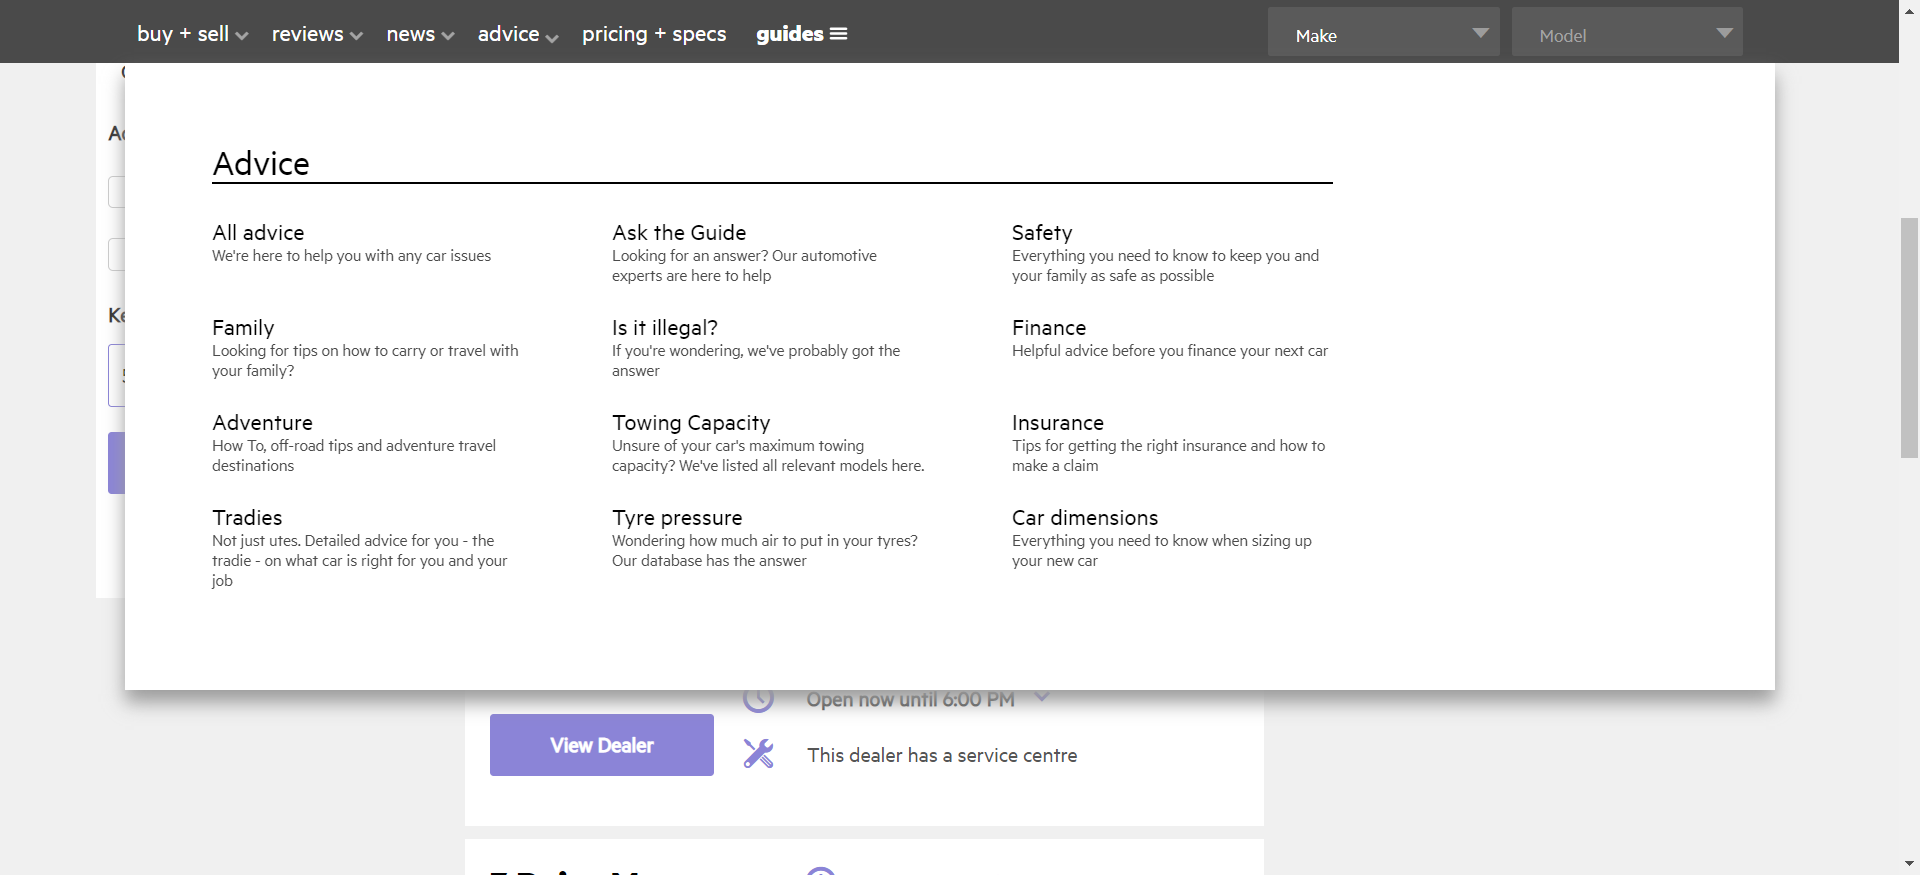 buy + sell reviews news advice pricing + specs guides Make Model
Advice
All advice
We're here to help you with any car issues
Ask the Guide
Looking for an answer? Our automotive
experts are here to help
Safety
Everything you need to know to keep you and
your family as safe as possible
Family
Looking for tips on how to carry or travel with
your family?
Is it illegal?
If you're wondering, we've probably got the
answer
Finance
Helpful advice before you finance your next car
Adventure
How To, off-road tips and adventure travel
destinations
Towing Capacity
Unsure of your car's maximum towing
capacity? We've listed all relevant models here.
Insurance
Tips for getting the right insurance and how to
make a claim
Tradies
Not just utes. Detailed advice for you - the
tradie - on what car is right for you and your
job
Tyre pressure
Wondering how much air to put in your tyres?
Our database has the answer
Car dimensions
Everything you need to know when sizing up
your new car
Open now until 6:00 PM
View Dealer
This dealer has a service centre